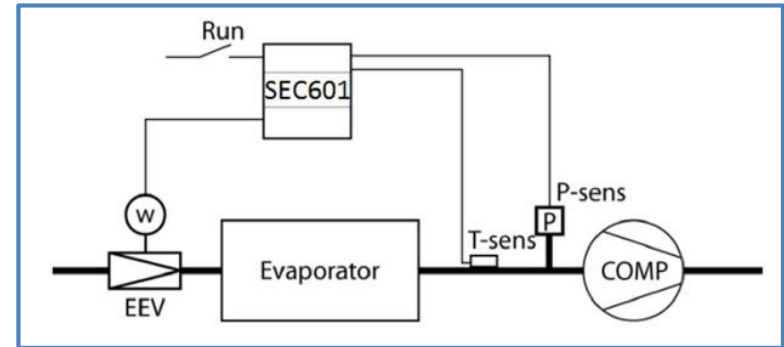 Run
SEC601
P-sens
W
P
T-sens
Evaporator
COMP
EEV